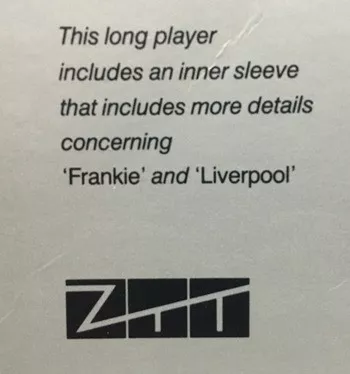 This long player
includes an inner sleeve
that includes more details
concerning
'Frankie' and 'Liverpool'
ZTT